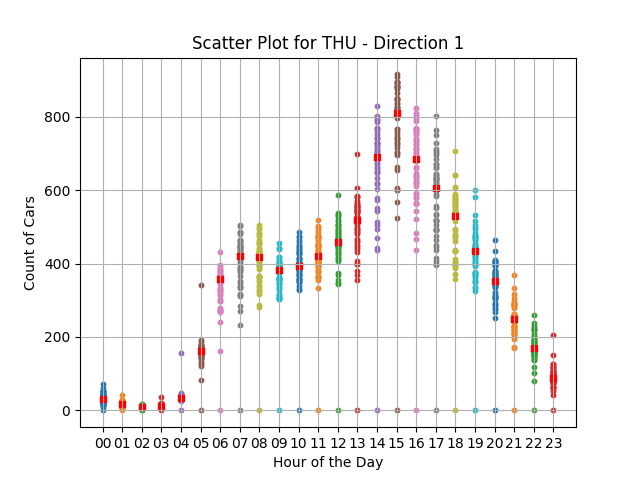 Scatter Plot for THU - Direction 1
Count of Cars
800
600
400
200
0
00 01 02 03 04 05 06 07 08 09 10 11 12 13 14 15 16 17 18 19 20 21 22 23
Hour of the Day